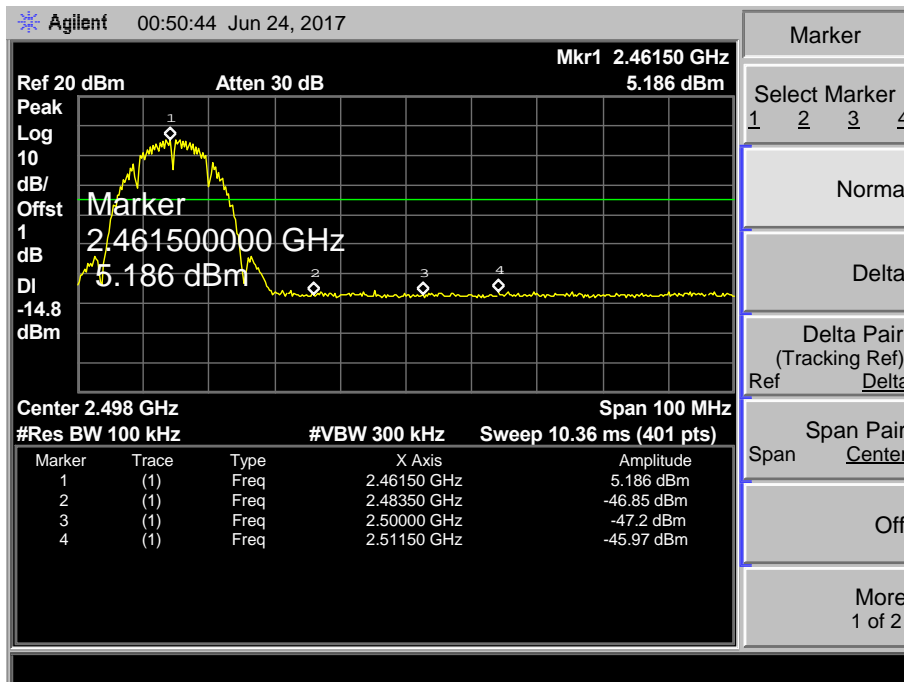 Agilent 00:50:44 Jun 24, 2017
Mkr1 2.46150 GHz
Ref 20 dBm Atten 30 dB 5.186 dBm
Peak
Log
10
dB/
Offst
1
dB
DI
-14.8
dBm
1
2
3
4
Marker
2.461500000 GHz
5.186 dBm
Center 2.498 GHz Span 100 MHz
#Res BW 100 kHz #VBW 300 kHz Sweep 10.36 ms (401 pts)
Marker Trace Type X Axis Amplitude
1 (1) Freq 2.46150 GHz 5.186 dBm
2 (1) Freq 2.48350 GHz -46.85 dBm
3 (1) Freq 2.50000 GHz -47.2 dBm
4 (1) Freq 2.51150 GHz -45.97 dBm
Marker
Select Marker
1 2 3 4
Norma
Delta
Delta Pair
(Tracking Ref)
Ref Delta
Span Pair
Span Center
Off
More
1 of 2